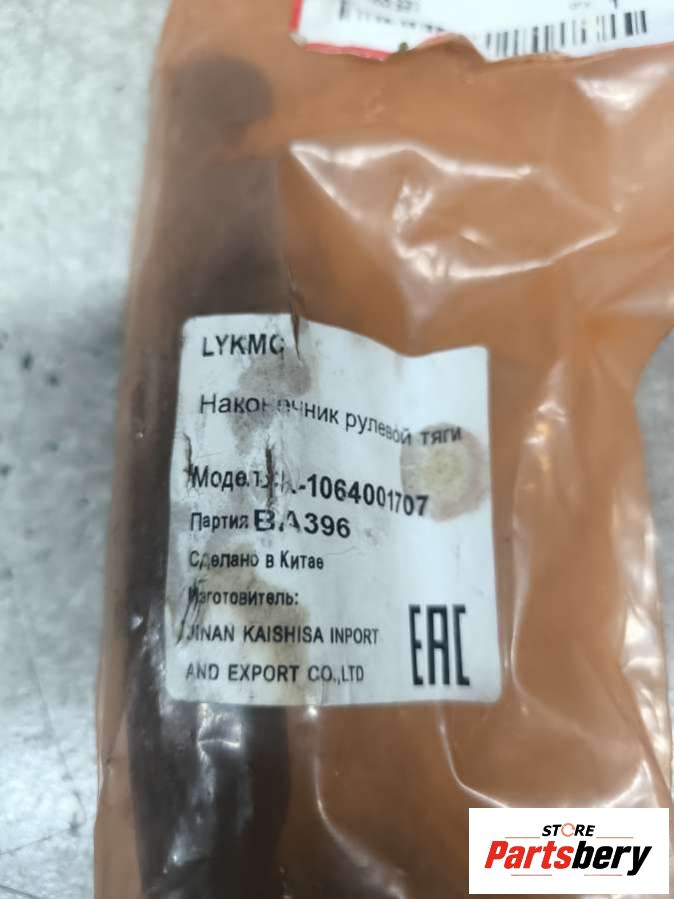 LYKMC
Наконечник рулевой тяги
-1064001707
Партия BA396
Сделано в Китае
Изготовитель:
JINAN KAISHISA INPORT
AND EXPORT CO.,LTD
EAC
STORE
Partsbery